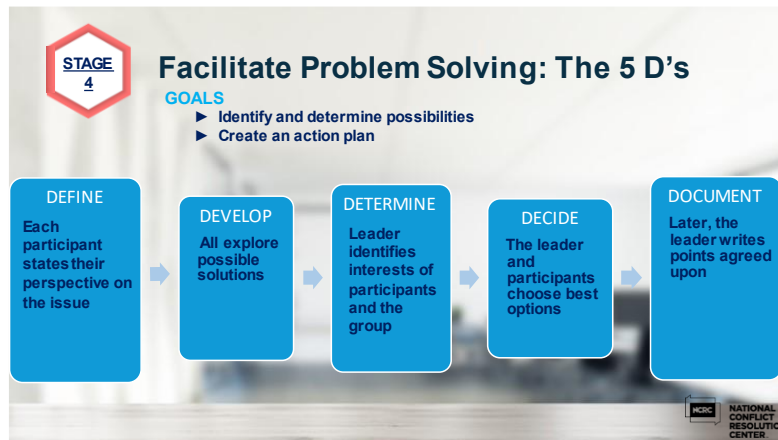 STAGE
4
Facilitate Problem Solving: The 5 D's
GOALS
► Identify and determine possibilities
► Create an action plan
DEFINE
Each
participant
states their
perspective on
the issue
DEVELOP
All explore
possible
solutions
DETERMINE
Leader
identifies
interests of
participants
and the
group
DECIDE
The leader
and
participants
choose best
options
DOCUMENT
Later, the
leader writes
points agreed
upon
NCRC
NATIONAL
CONFLICT
RESOLUTIO
CENTER